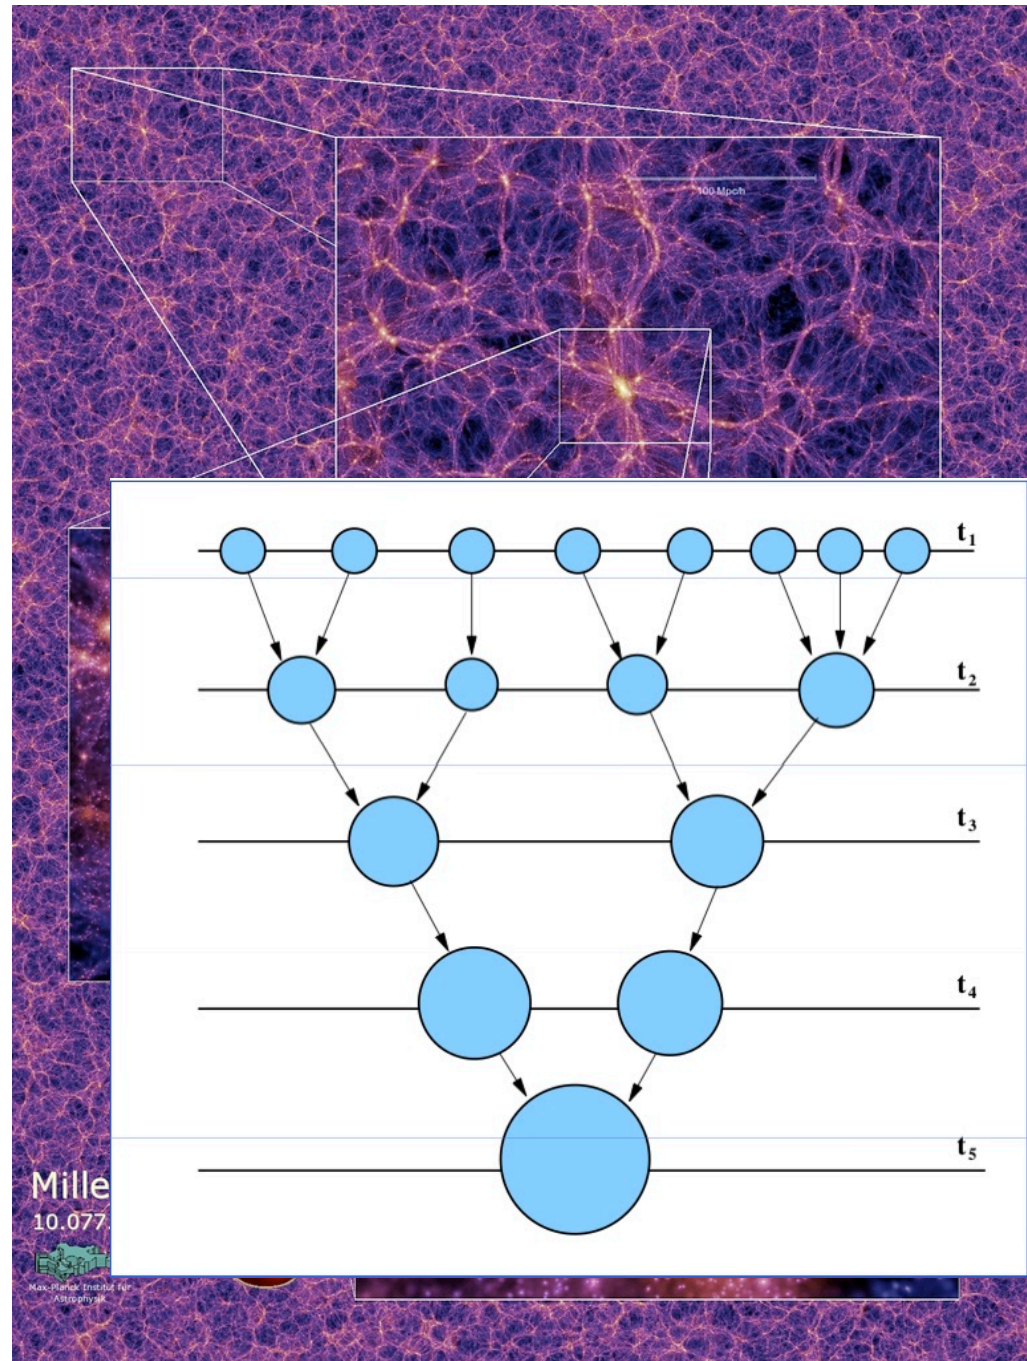 100 Mpc/h
t₁
t₂
t₃
t₄
t₅
Mille
10.077.
Max-Planck Institut für
Astrophysik